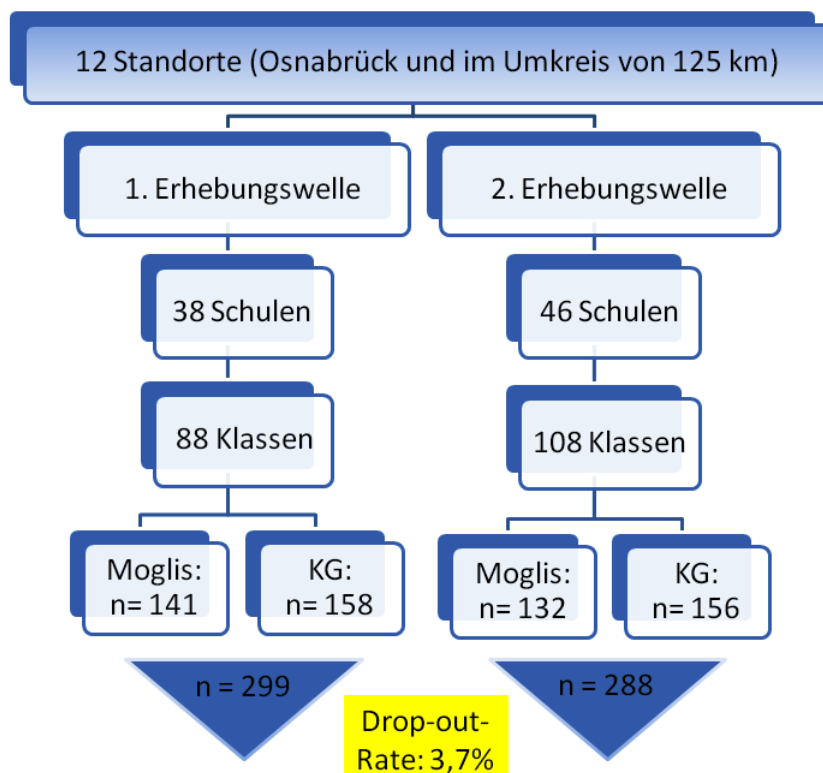 12 Standorte (Osnabrück und im Umkreis von 125 km)
1. Erhebungswelle
2. Erhebungswelle
38 Schulen
46 Schulen
88 Klassen
108 Klassen
Moglis:
n= 141
KG:
n= 158
Moglis:
n= 132
KG:
n= 156
n = 299
n = 288
Drop-out-
Rate: 3,7%